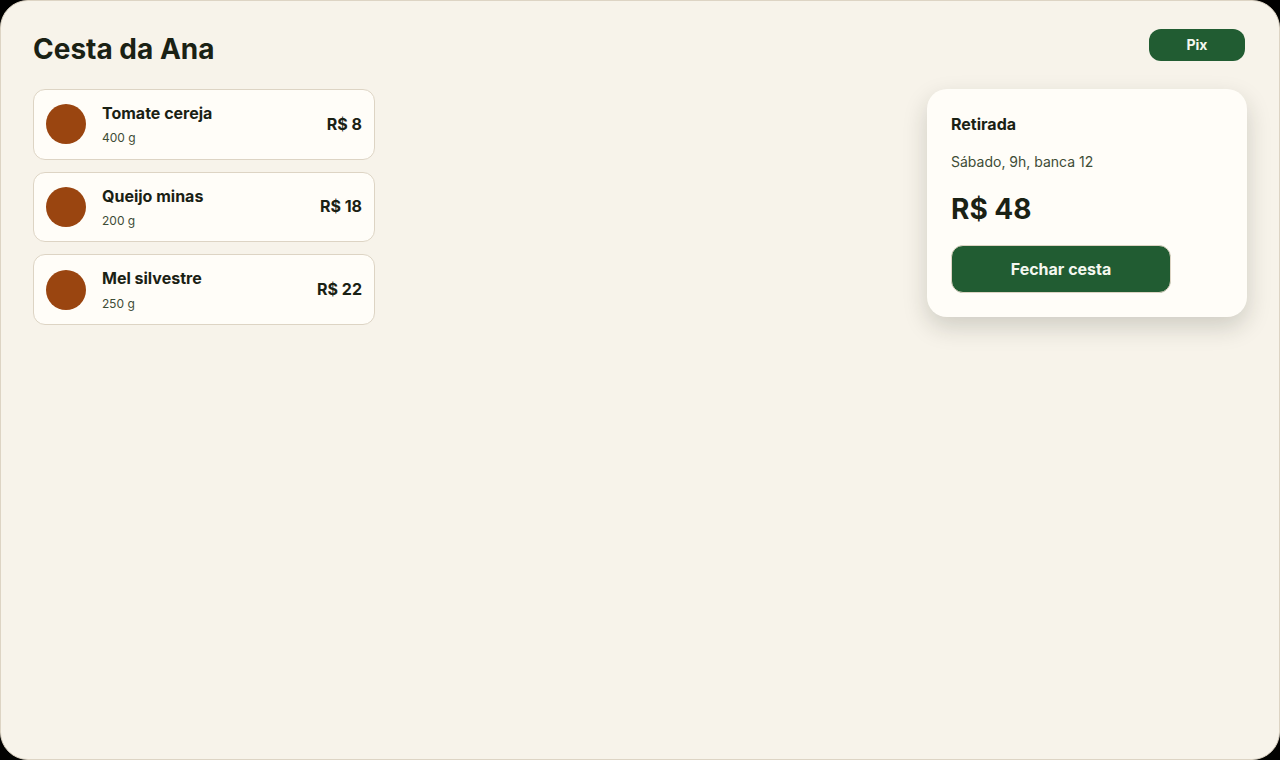 Cesta da Ana
Pix
Tomate cereja
400 g
R$ 8
Queijo minas
200 g
R$ 18
Mel silvestre
250 g
R$ 22
Retirada
Sábado, 9h, banca 12
R$ 48
Fechar cesta